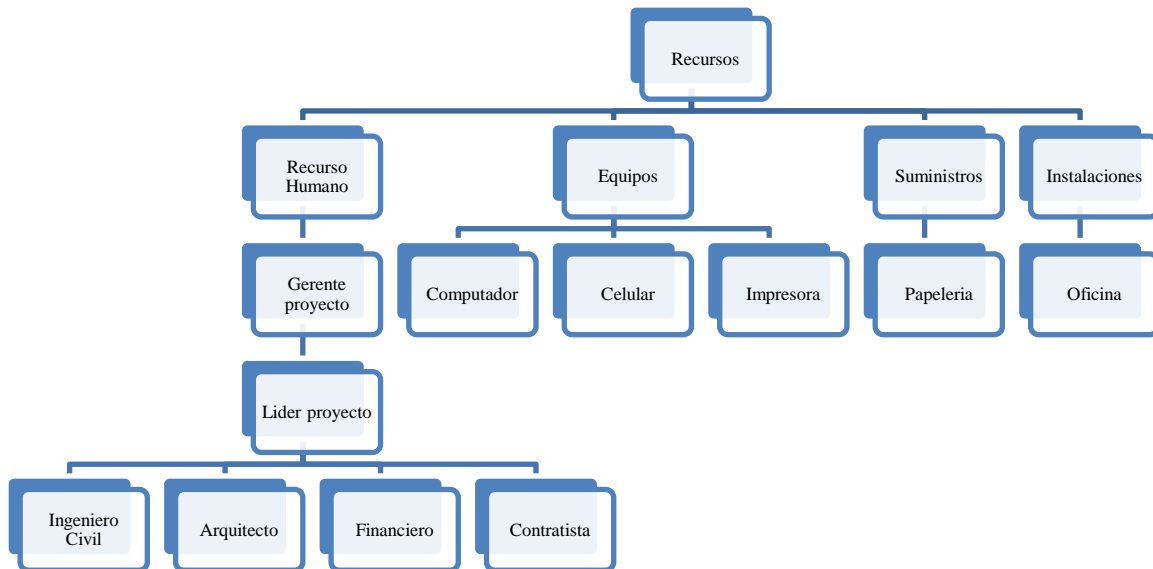 Recursos
Recurso
Humano
Equipos
Suministros
Instalaciones
Gerente
proyecto
Computador
Celular
Impresora
Papeleria
Oficina
Lider proyecto
Ingeniero
Civil
Arquitecto
Financiero
Contratista